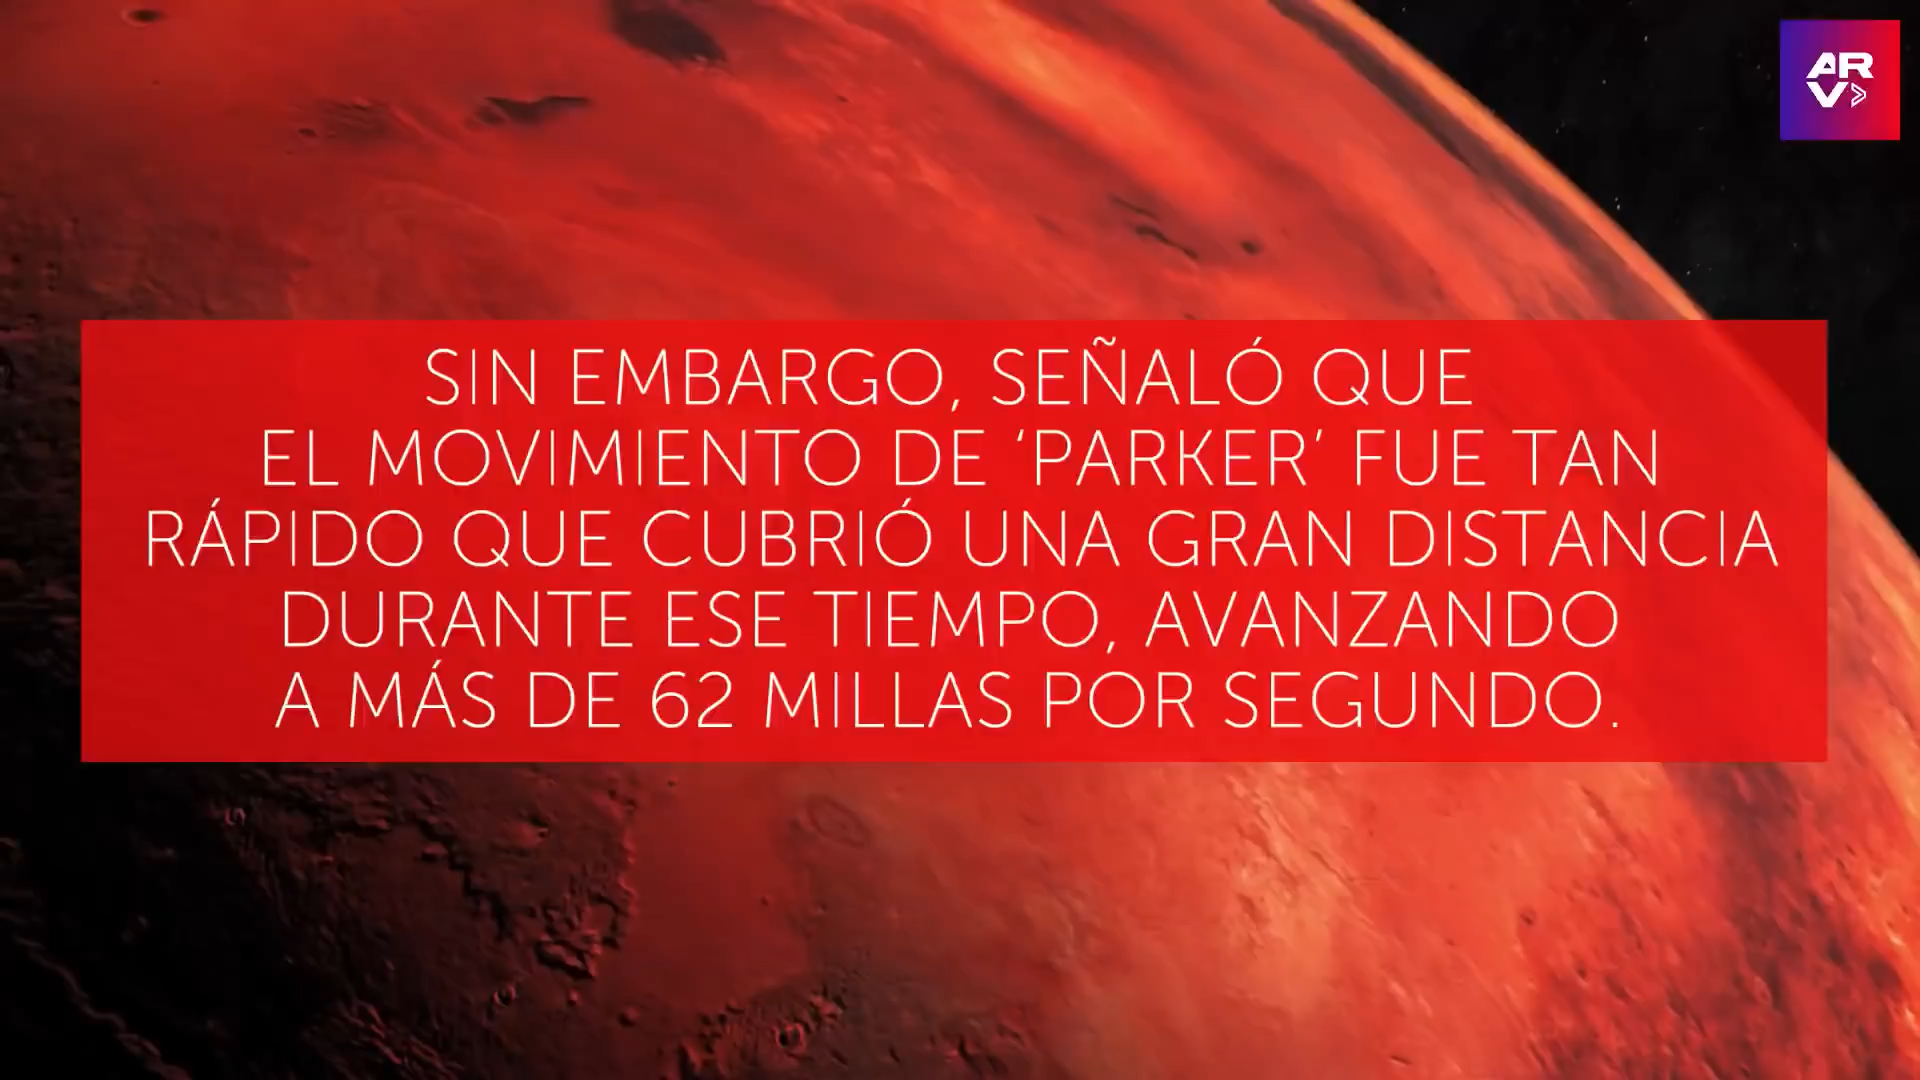 AR
V
SIN EMBARGO, SEÑALÓ QUE
EL MOVIMIENTO DE ‘PARKER’ FUE TAN
RÁPIDO QUE CUBRIÓ UNA GRAN DISTANCIA
DURANTE ESE TIEMPO, AVANZANDO
A MÁS DE 62 MILLAS POR SEGUNDO.